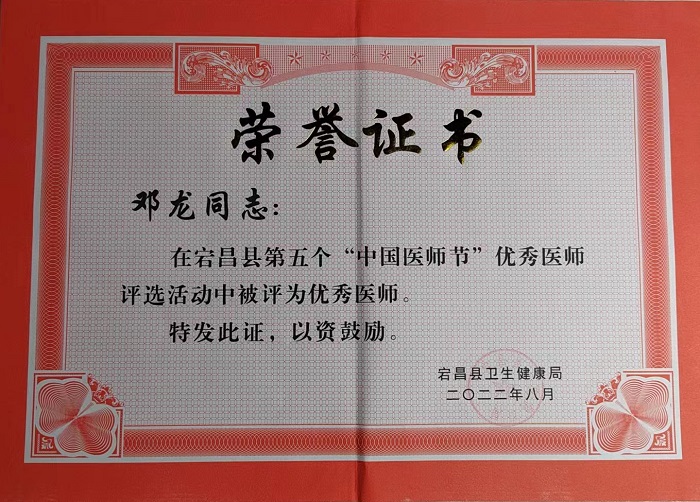 荣誉证书
邓龙同志：
在宕昌县第五个“中国医师节”优秀医师
评选活动中被评为优秀医师。
特发此证，以资鼓励。
宕昌县卫生健康局
二〇二二年八月